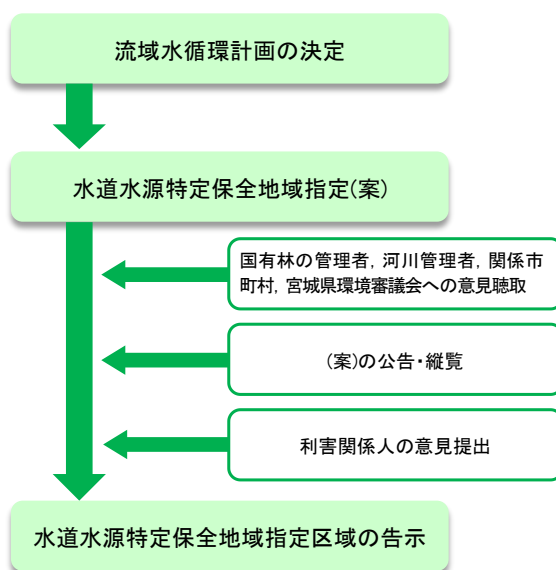 流域水循環計画の決定
水道水源特定保全地域指定(案)
国有林の管理者, 河川管理者, 関係市
町村, 宮城県環境審議会への意見聴取
(案)の公告・縦覧
利害関係人の意見提出
水道水源特定保全地域指定区域の告示